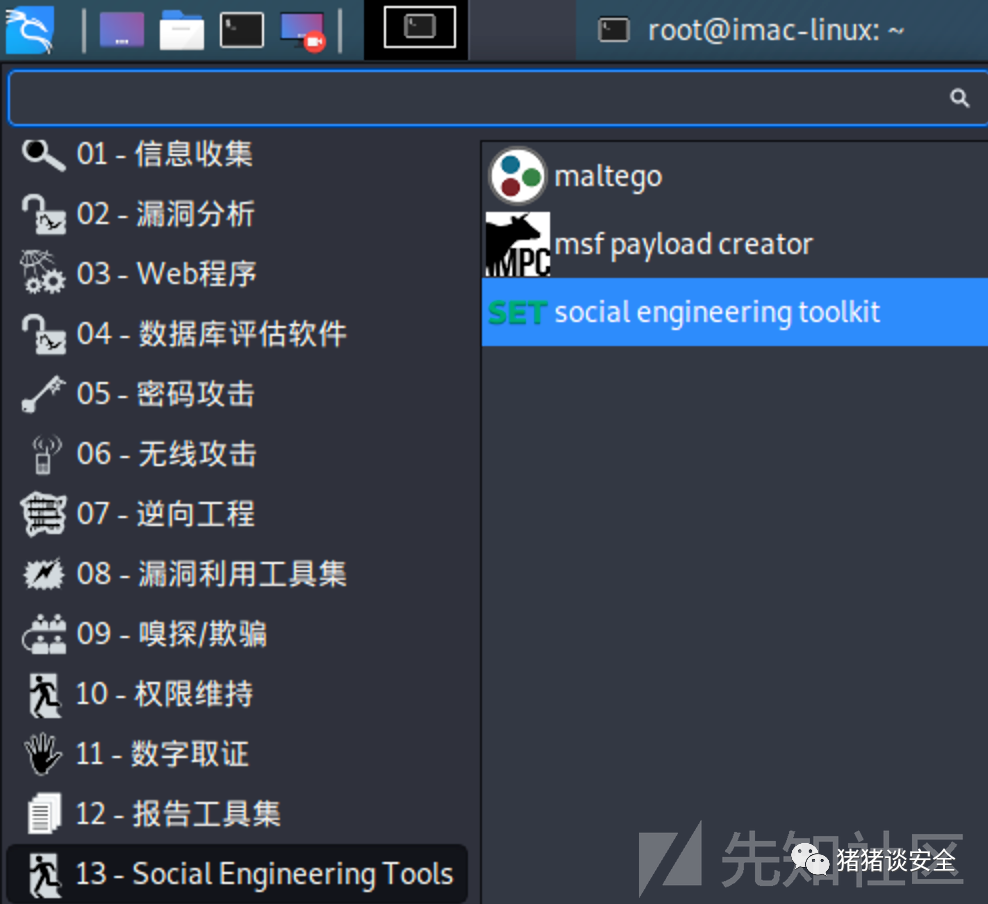 root@imac-linux: ~
01 - 信息收集
02 - 漏洞分析
03 - Web程序
04 - 数据库评估软件
05 - 密码攻击
06 - 无线攻击
07 - 逆向工程
08 - 漏洞利用工具集
09 - 嗅探/欺骗
10 - 权限维持
11 - 数字取证
12 - 报告工具集
13 - Social Engineering Tools
maltego
MPC
msf payload creator
SET social engineering toolkit
先知社区
猪猪谈安全